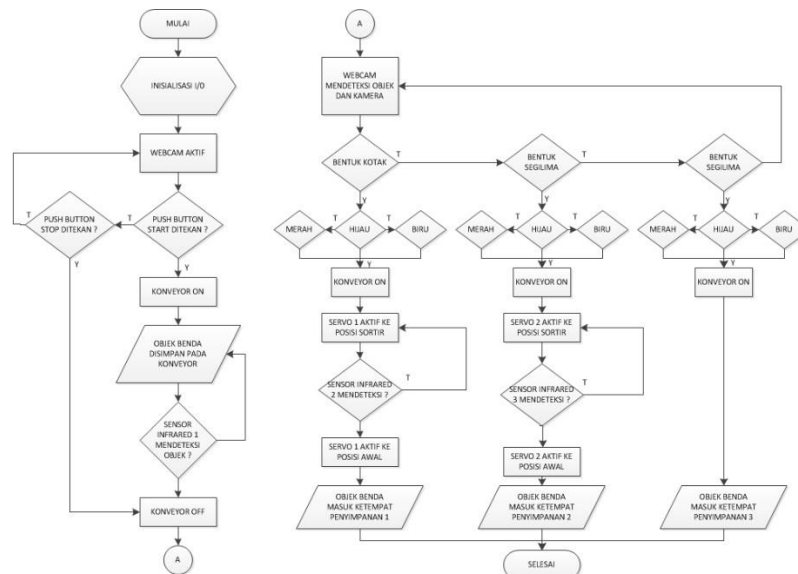 MULAI
INISIALISASI I/O
WEBCAM AKTIF
PUSH BUTTON
STOP DITEKAN ?
T
T
PUSH BUTTON
START DITEKAN ?
Y
Y
KONVEYOR ON
OBJEK BENDA
DISIMPAN PADA
KONVEYOR
SENSOR
INFRARED 1
MENDETEKSI
OBJEK ?
KONVEYOR OFF
A
A
WEBCAM
MENDETEKSI OBJEK
DAN KAMERA
BENTUK KOTAK
T
BENTUK
SEGILIMA
T
BENTUK
SEGILIMA
T
Y
Y
Y
MERAH
T
HIJAU
T
BIRU
MERAH
T
HIJAU
T
BIRU
MERAH
T
HIJAU
T
BIRU
Y
Y
Y
KONVEYOR ON
KONVEYOR ON
KONVEYOR ON
SERVO 1 AKTIF KE
POSISI SORTIR
SERVO 2 AKTIF KE
POSISI SORTIR
SENSOR INFRARED
2 MENDETEKSI ?
T
SENSOR INFRARED
3 MENDETEKSI ?
T
SERVO 1 AKTIF KE
POSISI AWAL
SERVO 2 AKTIF KE
POSISI AWAL
OBJEK BENDA
MASUK KETEMPAT
PENYIMPANAN 1
OBJEK BENDA
MASUK KETEMPAT
PENYIMPANAN 2
OBJEK BENDA
MASUK KETEMPAT
PENYIMPANAN 3
SELESAI